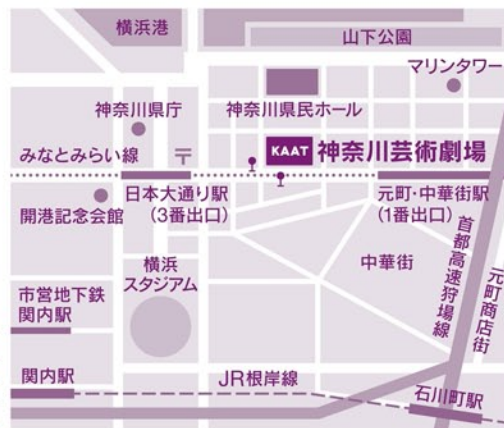 横浜港
山下公園
マリンタワー
神奈川県庁
神奈川県民ホール
みなとみらい線
〒
KAAT 神奈川芸術劇場
開港記念会館
日本大通り駅
(3番出口)
元町・中華街駅
(1番出口)
横浜
スタジアム
中華街
首都高速狩場線
元町商店街
市営地下鉄
関内駅
関内駅
JR根岸線
石川町駅